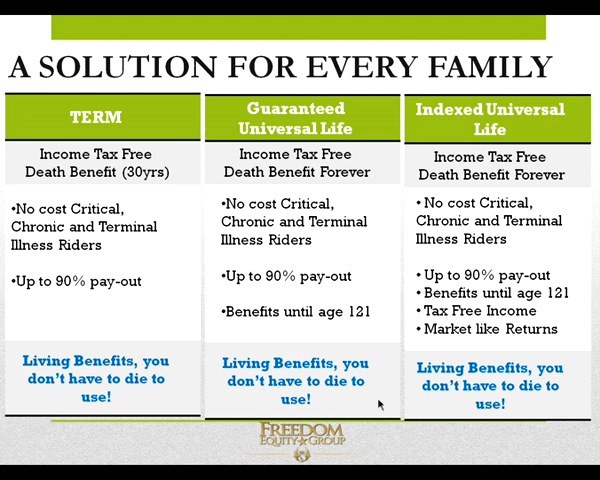 A SOLUTION FOR EVERY FAMILY
TERM
Income Tax Free
Death Benefit (30yrs)
•No cost Critical,
Chronic and Terminal
Illness Riders
•Up to 90% pay-out
Living Benefits, you
don't have to die to
use!
Guaranteed
Universal Life
Income Tax Free
Death Benefit Forever
•No cost Critical,
Chronic and Terminal
Illness Riders
•Up to 90% pay-out
•Benefits until age 121
Living Benefits, you
don't have to die to
use!
Indexed Universal
Life
Income Tax Free
Death Benefit Forever
• No cost Critical,
Chronic and Terminal
Illness Riders
• Up to 90% pay-out
• Benefits until age 121
• Tax Free Income
• Market like Returns
Living Benefits, you
don't have to die to
use!
FREEDOM
EQUITY GROUP